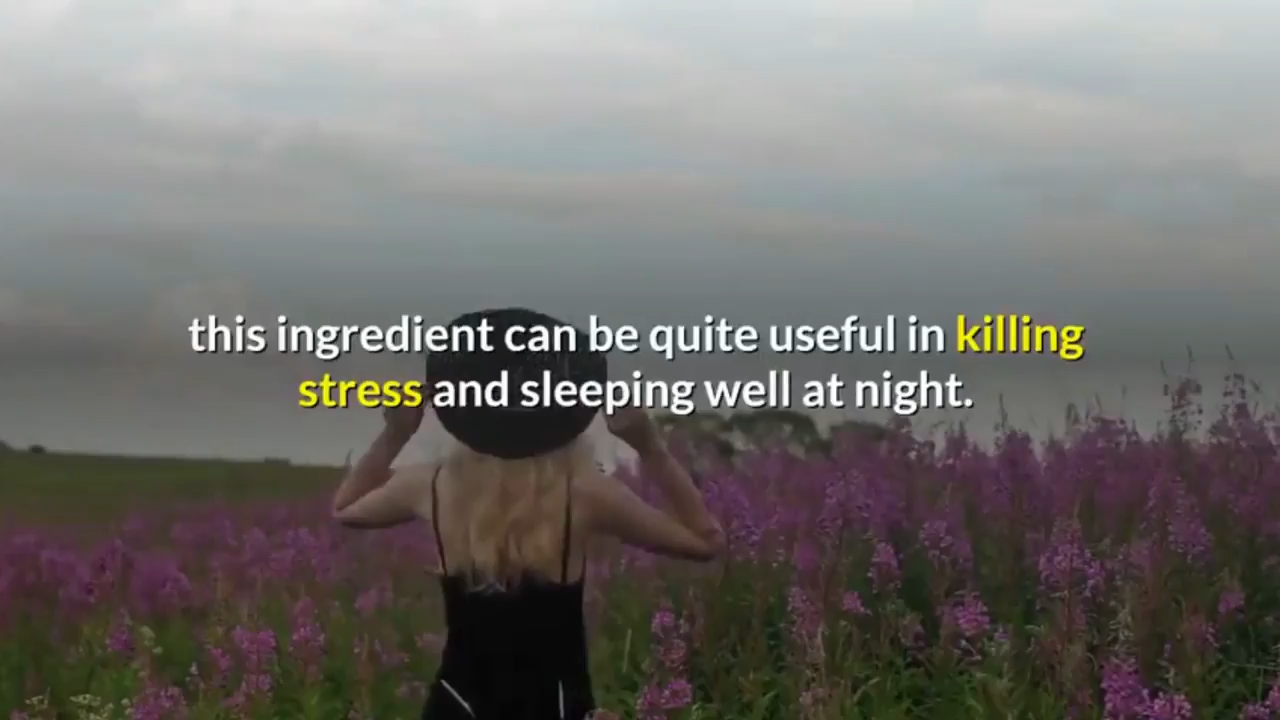 this ingredient can be quite useful in killing
stress and sleeping well at night.